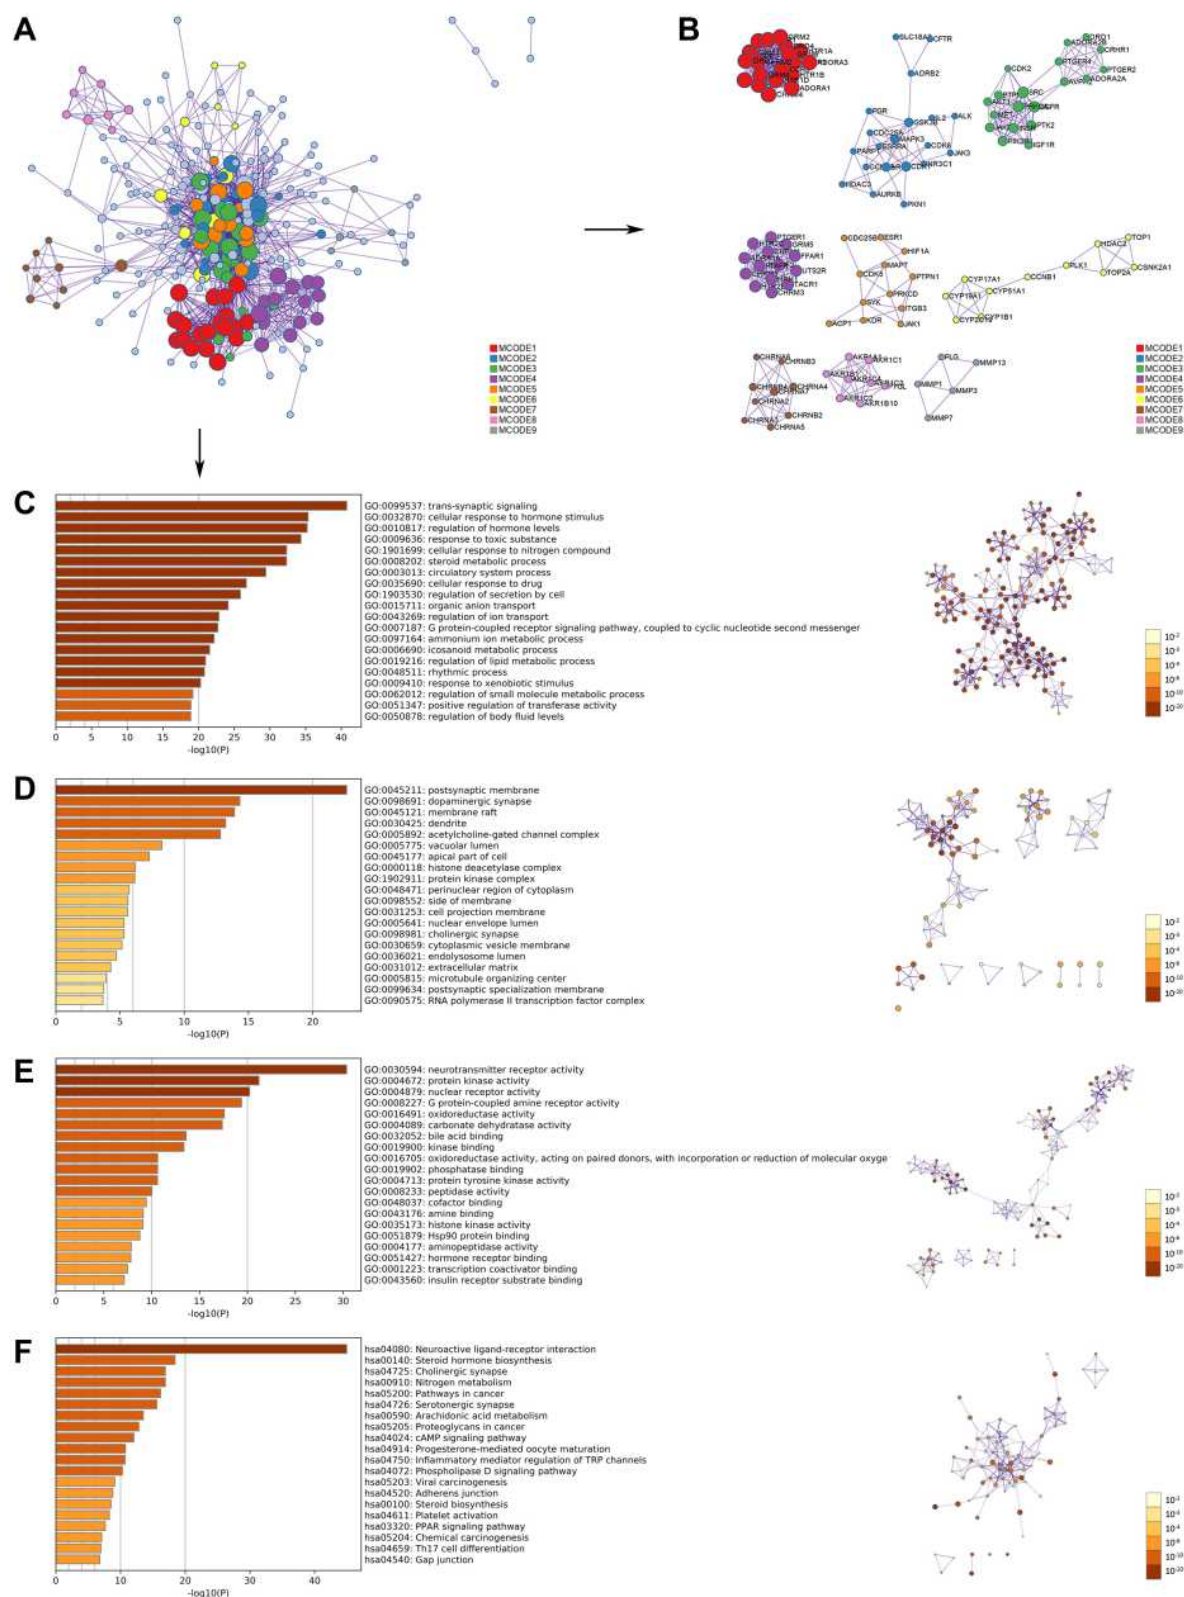 A
B
DRM2
DRD4
HTR1A
ADORA3
HTR1B
ADORA1
SLC18A3
CFTR
ADRB2
PGR
GSK3B
IL2
ALK
CDC25A
MAPK3
PARP1
CDK6
JAK3
NR3C1
HDAC3
AURKB
PKN1
DRD1
ADORA2B
CRHR1
PTGER4
PTGER2
CDK2
ADORA2A
SRC
PTK2
IGF1R
PTGER1
GRM5
FFAR1
UTS2R
TACR1
CHRM3
CDC25B
ESR1
HIF1A
MAPT
PTPN1
PRKCD
SYK
ITGB3
ACP1
KDR
JAK1
TOP1
HDAC2
PLK1
CSNK2A1
TOP2A
CYP17A1
CCNB1
CYP19A1
CYP51A1
CYP1B1
CYP2C19
CHRNB3
CHRNB4
CHRNA4
CHRNA7
CHRNA2
CHRNB2
CHRNA5
AKR1C1
AKR1C2
AKR1B10
PLG
MMP13
MMP1
MMP3
MMP7
MCODE1
MCODE2
MCODE3
MCODE4
MCODE5
MCODE6
MCODE7
MCODE8
MCODE9
MCODE1
MCODE2
MCODE3
MCODE4
MCODE5
MCODE6
MCODE7
MCODE8
MCODE9
C
GO:0099537: trans-synaptic signaling
GO:0032870: cellular response to hormone stimulus
GO:0010817: regulation of hormone levels
GO:0009636: response to toxic substance
GO:1901699: cellular response to nitrogen compound
GO:0008202: steroid metabolic process
GO:0003013: circulatory system process
GO:0035690: cellular response to drug
GO:1903530: regulation of secretion by cell
GO:0015711: organic anion transport
GO:0043269: regulation of ion transport
GO:0007187: G protein-coupled receptor signaling pathway, coupled to cyclic nucleotide second messenger
GO:0097164: ammonium ion metabolic process
GO:0006690: icosanoid metabolic process
GO:0019216: regulation of lipid metabolic process
GO:0048511: rhythmic process
GO:0009410: response to xenobiotic stimulus
GO:0062012: regulation of small molecule metabolic process
GO:0051347: positive regulation of transferase activity
GO:0050878: regulation of body fluid levels
0 5 10 15 20 25 30 35 40
-log10(P)
D
GO:0045211: postsynaptic membrane
GO:0098691: dopaminergic synapse
GO:0045121: membrane raft
GO:0030425: dendrite
GO:0005892: acetylcholine-gated channel complex
GO:0005775: vacuolar lumen
GO:0045177: apical part of cell
GO:0000118: histone deacetylase complex
GO:1902911: protein kinase complex
GO:0048471: perinuclear region of cytoplasm
GO:0098552: side of membrane
GO:0031253: cell projection membrane
GO:0005641: nuclear envelope lumen
GO:0098981: cholinergic synapse
GO:0030659: cytoplasmic vesicle membrane
GO:0036021: endolysosome lumen
GO:0031012: extracellular matrix
GO:0005815: microtubule organizing center
GO:0099634: postsynaptic specialization membrane
GO:0090575: RNA polymerase II transcription factor complex
0 5 10 15 20
-log10(P)
E
GO:0030594: neurotransmitter receptor activity
GO:0004672: protein kinase activity
GO:0004879: nuclear receptor activity
GO:0008227: G protein-coupled amine receptor activity
GO:0016491: oxidoreductase activity
GO:0004089: carbonate dehydratase activity
GO:0032052: bile acid binding
GO:0019900: kinase binding
GO:0016705: oxidoreductase activity, acting on paired donors, with incorporation or reduction of molecular oxyge
GO:0019902: phosphatase binding
GO:0004713: protein tyrosine kinase activity
GO:0008233: peptidase activity
GO:0048037: cofactor binding
GO:0043176: amine binding
GO:0035173: histone kinase activity
GO:0051879: Hsp90 protein binding
GO:0004177: aminopeptidase activity
GO:0051427: hormone receptor binding
GO:0001223: transcription coactivator binding
GO:0043560: insulin receptor substrate binding
0 5 10 15 20 25 30
-log10(P)
F
hsa04080: Neuroactive ligand-receptor interaction
hsa00140: Steroid hormone biosynthesis
hsa04725: Cholinergic synapse
hsa00910: Nitrogen metabolism
hsa05200: Pathways in cancer
hsa04726: Serotonergic synapse
hsa00590: Arachidonic acid metabolism
hsa05205: Proteoglycans in cancer
hsa04024: cAMP signaling pathway
hsa04914: Progesterone-mediated oocyte maturation
hsa04750: Inflammatory mediator regulation of TRP channels
hsa04072: Phospholipase D signaling pathway
hsa05203: Viral carcinogenesis
hsa04520: Adherens junction
hsa00100: Steroid biosynthesis
hsa04611: Platelet activation
hsa03320: PPAR signaling pathway
hsa05204: Chemical carcinogenesis
hsa04659: Th17 cell differentiation
hsa04540: Gap junction
0 10 20 30 40
-log10(P)